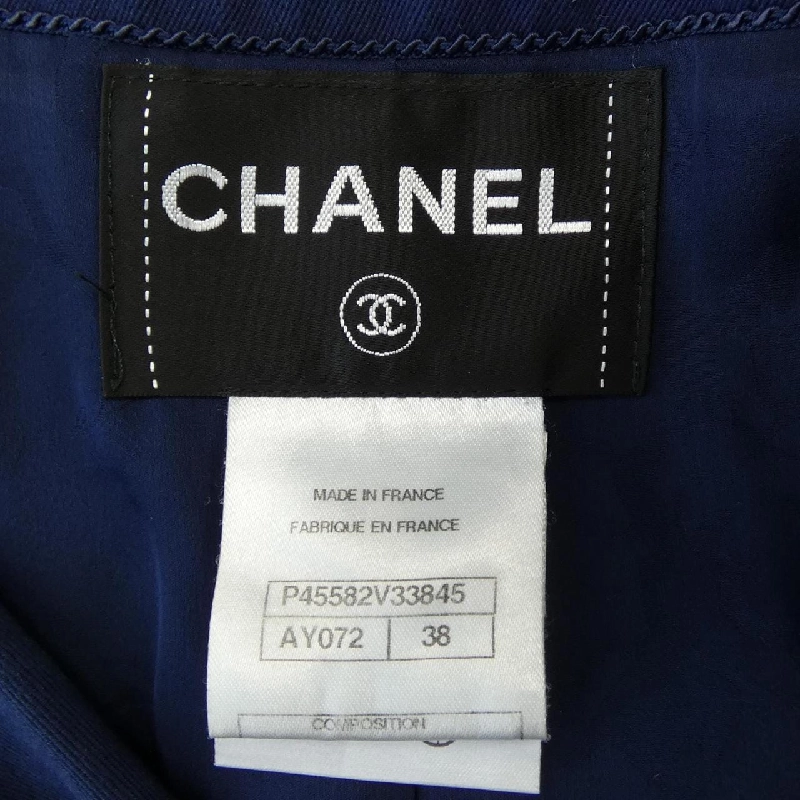 CHANEL
MADE IN FRANCE
FABRIQUE EN FRANCE
P45582V33845
AY072 38
COMPOSITION